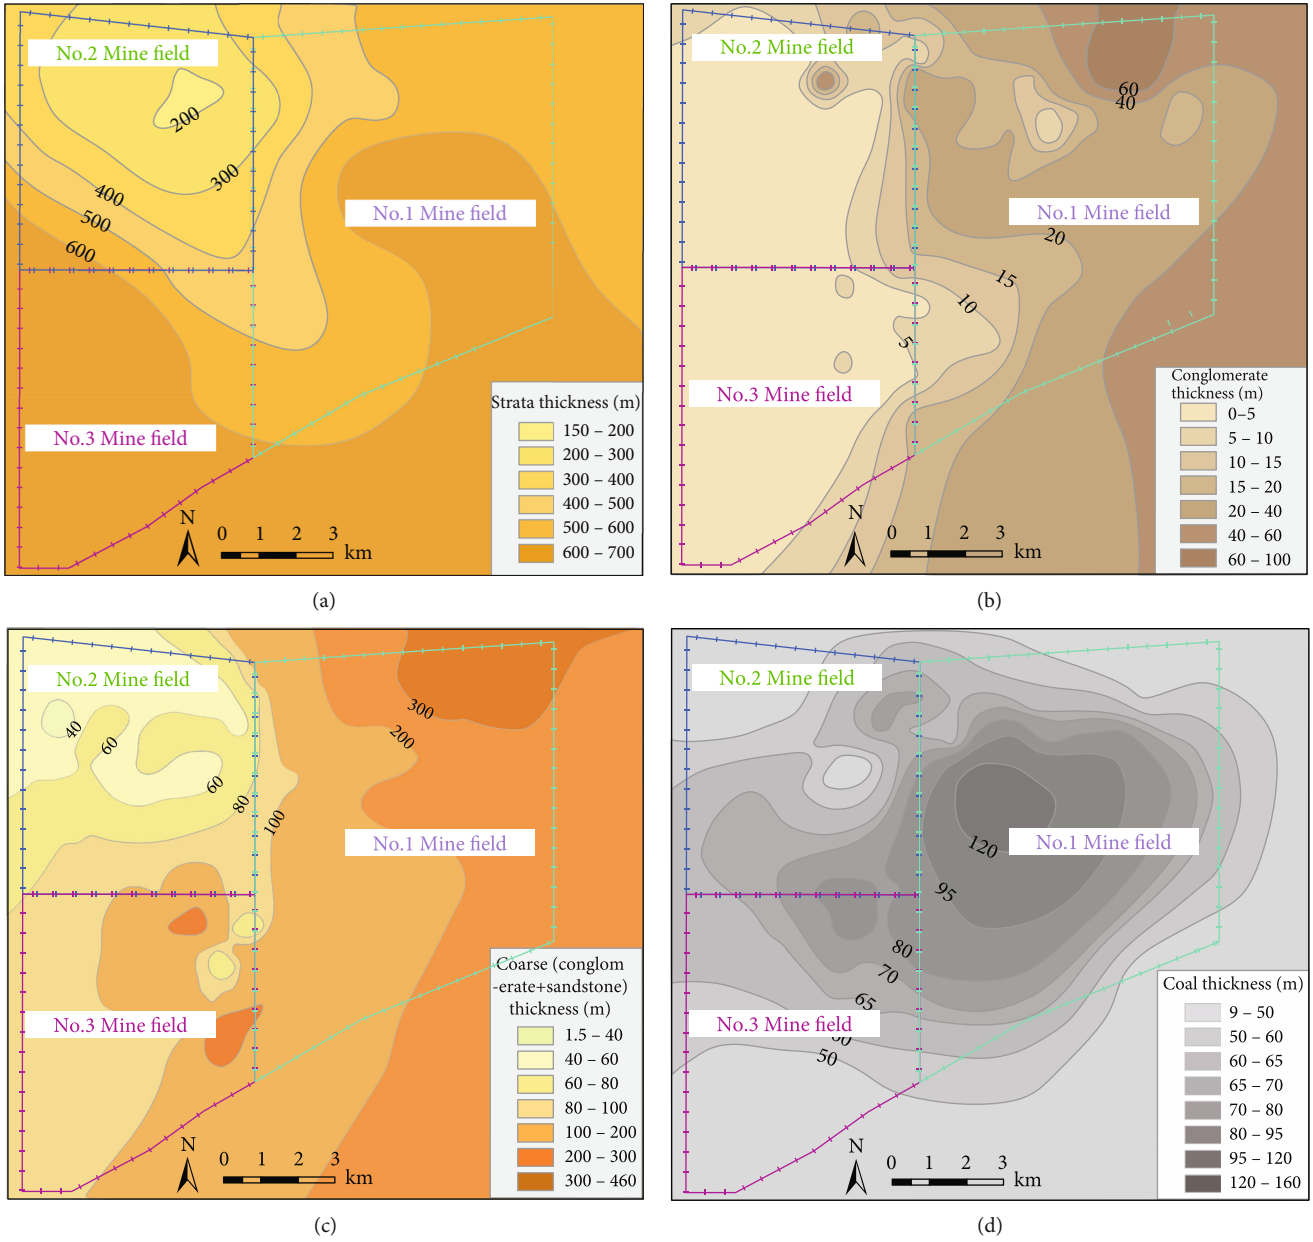 No.2 Mine field
200
300
400
500
600
No.1 Mine field
No.3 Mine field
N
0 1 2 3
km
Strata thickness (m)
150 – 200
200 – 300
300 – 400
400 – 500
500 – 600
600 – 700
(a)
No.2 Mine field
60
40
No.1 Mine field
20
15
10
5
No.3 Mine field
N
0 1 2 3
km
Conglomerate
thickness (m)
0–5
5 – 10
10 – 15
15 – 20
20 – 40
40 – 60
60 – 100
(b)
No.2 Mine field
40
60
60
80
100
300
200
No.1 Mine field
No.3 Mine field
N
0 1 2 3
km
Coarse (conglom
-erate+sandstone)
thickness (m)
1.5 – 40
40 – 60
60 – 80
80 – 100
100 – 200
200 – 300
300 – 460
(c)
No.2 Mine field
No.1 Mine field
120
95
80
70
65
No.3 Mine field
50
N
0 1 2 3
km
Coal thickness (m)
9 – 50
50 – 60
60 – 65
65 – 70
70 – 80
80 – 95
95 – 120
120 – 160
(d)